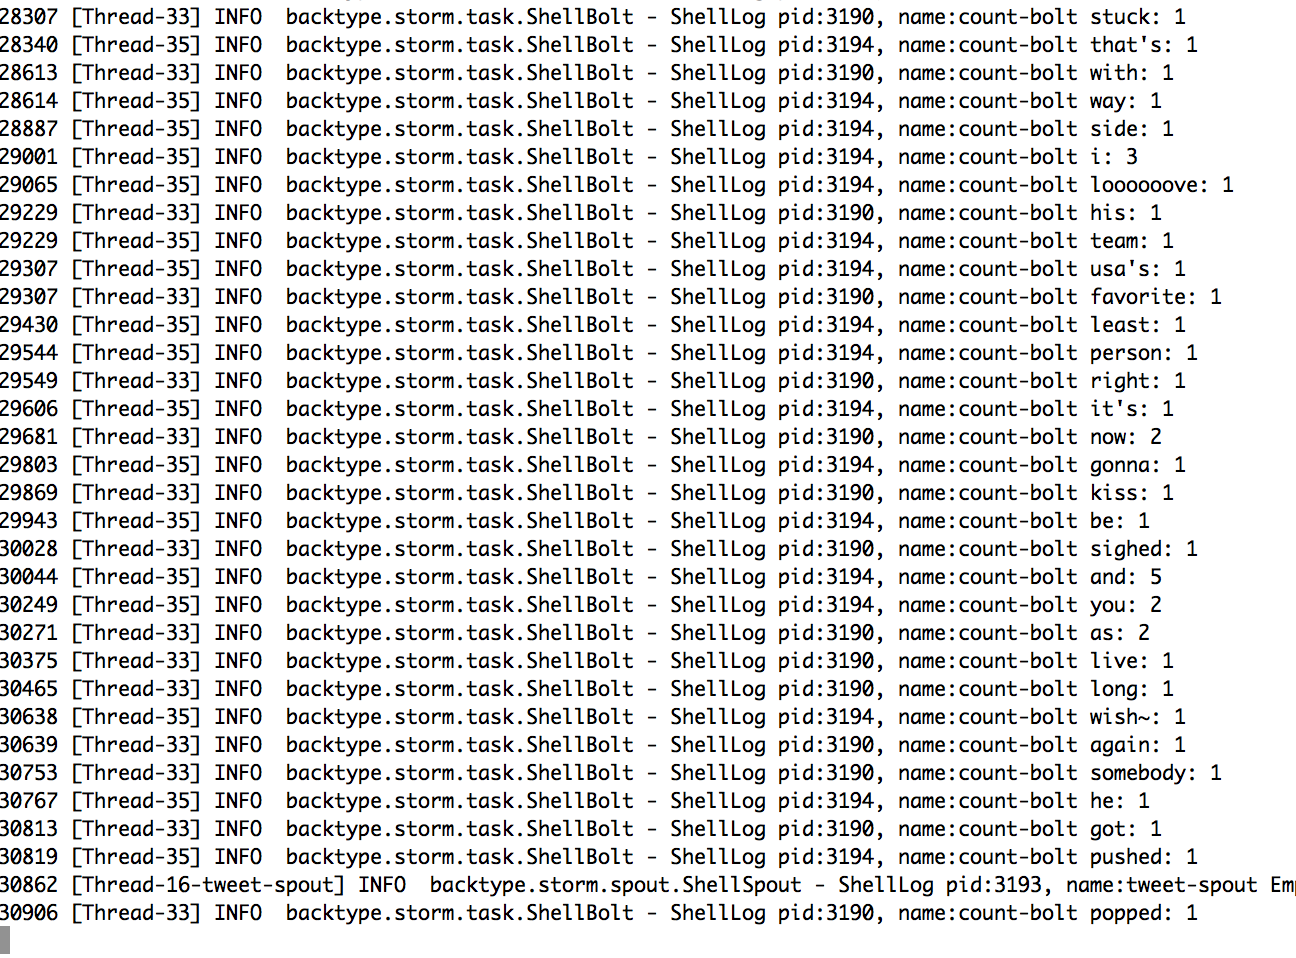 28307 [Thread-33] INFO  backtype.storm.task.ShellBolt - ShellLog pid:3190, name:count-bolt stuck: 1
28340 [Thread-35] INFO  backtype.storm.task.ShellBolt - ShellLog pid:3194, name:count-bolt that's: 1
28613 [Thread-33] INFO  backtype.storm.task.ShellBolt - ShellLog pid:3190, name:count-bolt with: 1
28614 [Thread-35] INFO  backtype.storm.task.ShellBolt - ShellLog pid:3194, name:count-bolt way: 1
28887 [Thread-35] INFO  backtype.storm.task.ShellBolt - ShellLog pid:3194, name:count-bolt side: 1
29001 [Thread-35] INFO  backtype.storm.task.ShellBolt - ShellLog pid:3194, name:count-bolt i: 3
29065 [Thread-35] INFO  backtype.storm.task.ShellBolt - ShellLog pid:3194, name:count-bolt loooooove: 1
29229 [Thread-33] INFO  backtype.storm.task.ShellBolt - ShellLog pid:3190, name:count-bolt his: 1
29229 [Thread-35] INFO  backtype.storm.task.ShellBolt - ShellLog pid:3194, name:count-bolt team: 1
29307 [Thread-35] INFO  backtype.storm.task.ShellBolt - ShellLog pid:3194, name:count-bolt usa's: 1
29307 [Thread-33] INFO  backtype.storm.task.ShellBolt - ShellLog pid:3190, name:count-bolt favorite: 1
29430 [Thread-35] INFO  backtype.storm.task.ShellBolt - ShellLog pid:3194, name:count-bolt least: 1
29544 [Thread-35] INFO  backtype.storm.task.ShellBolt - ShellLog pid:3194, name:count-bolt person: 1
29549 [Thread-33] INFO  backtype.storm.task.ShellBolt - ShellLog pid:3190, name:count-bolt right: 1
29606 [Thread-35] INFO  backtype.storm.task.ShellBolt - ShellLog pid:3194, name:count-bolt it's: 1
29681 [Thread-33] INFO  backtype.storm.task.ShellBolt - ShellLog pid:3190, name:count-bolt now: 2
29803 [Thread-35] INFO  backtype.storm.task.ShellBolt - ShellLog pid:3194, name:count-bolt gonna: 1
29869 [Thread-33] INFO  backtype.storm.task.ShellBolt - ShellLog pid:3190, name:count-bolt kiss: 1
29943 [Thread-35] INFO  backtype.storm.task.ShellBolt - ShellLog pid:3194, name:count-bolt be: 1
30028 [Thread-33] INFO  backtype.storm.task.ShellBolt - ShellLog pid:3190, name:count-bolt sighed: 1
30044 [Thread-35] INFO  backtype.storm.task.ShellBolt - ShellLog pid:3194, name:count-bolt and: 5
30249 [Thread-35] INFO  backtype.storm.task.ShellBolt - ShellLog pid:3194, name:count-bolt you: 2
30271 [Thread-33] INFO  backtype.storm.task.ShellBolt - ShellLog pid:3190, name:count-bolt as: 2
30375 [Thread-33] INFO  backtype.storm.task.ShellBolt - ShellLog pid:3190, name:count-bolt live: 1
30465 [Thread-33] INFO  backtype.storm.task.ShellBolt - ShellLog pid:3190, name:count-bolt long: 1
30638 [Thread-35] INFO  backtype.storm.task.ShellBolt - ShellLog pid:3194, name:count-bolt wish~: 1
30639 [Thread-33] INFO  backtype.storm.task.ShellBolt - ShellLog pid:3190, name:count-bolt again: 1
30753 [Thread-33] INFO  backtype.storm.task.ShellBolt - ShellLog pid:3190, name:count-bolt somebody: 1
30767 [Thread-35] INFO  backtype.storm.task.ShellBolt - ShellLog pid:3194, name:count-bolt he: 1
30813 [Thread-33] INFO  backtype.storm.task.ShellBolt - ShellLog pid:3190, name:count-bolt got: 1
30819 [Thread-35] INFO  backtype.storm.task.ShellBolt - ShellLog pid:3194, name:count-bolt pushed: 1
30862 [Thread-16-tweet-spout] INFO  backtype.storm.spout.ShellSpout - ShellLog pid:3193, name:tweet-spout
30906 [Thread-33] INFO  backtype.storm.task.ShellBolt - ShellLog pid:3190, name:count-bolt popped: 1